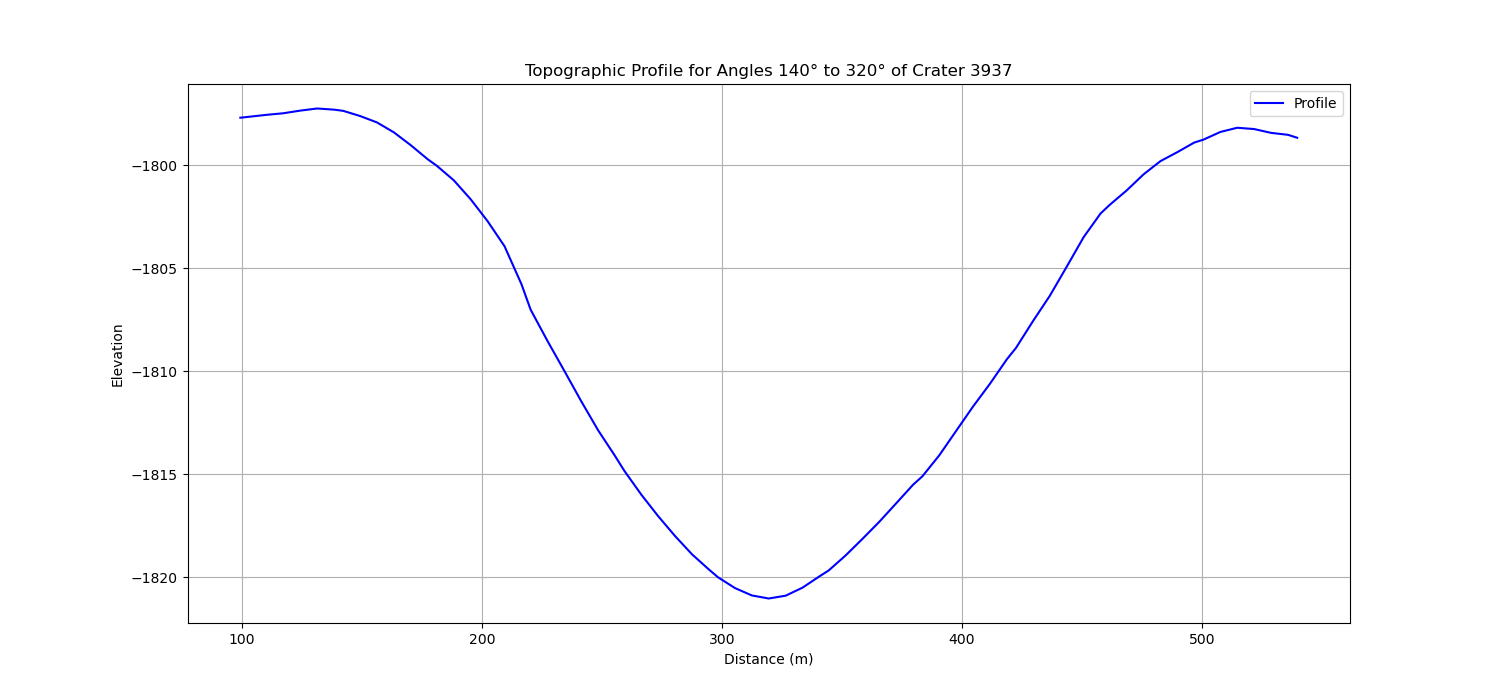 Topographic Profile for Angles 140° to 320° of Crater 3937
Profile
−1800
−1805
−1810
−1815
−1820
Elevation
100 200 300 400 500
Distance (m)